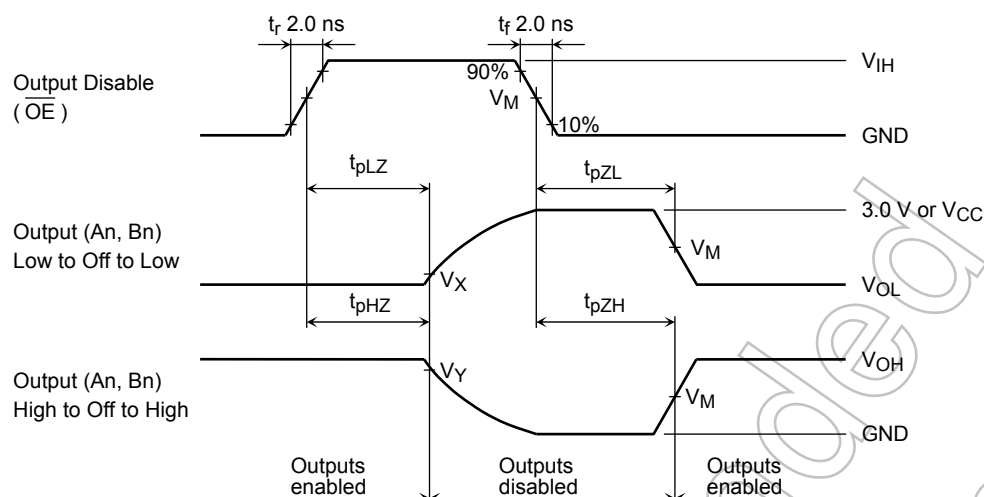 tr 2.0 ns
tf 2.0 ns
Output Disable
( OE )
90%
VM
10%
VIH
GND
tpLZ
tpZL
Output (An, Bn)
Low to Off to Low
VX
VM
3.0 V or VCC
VOL
tpHZ
tpZH
Output (An, Bn)
High to Off to High
VY
VM
VOH
GND
Outputs
enabled
Outputs
disabled
Outputs
enabled